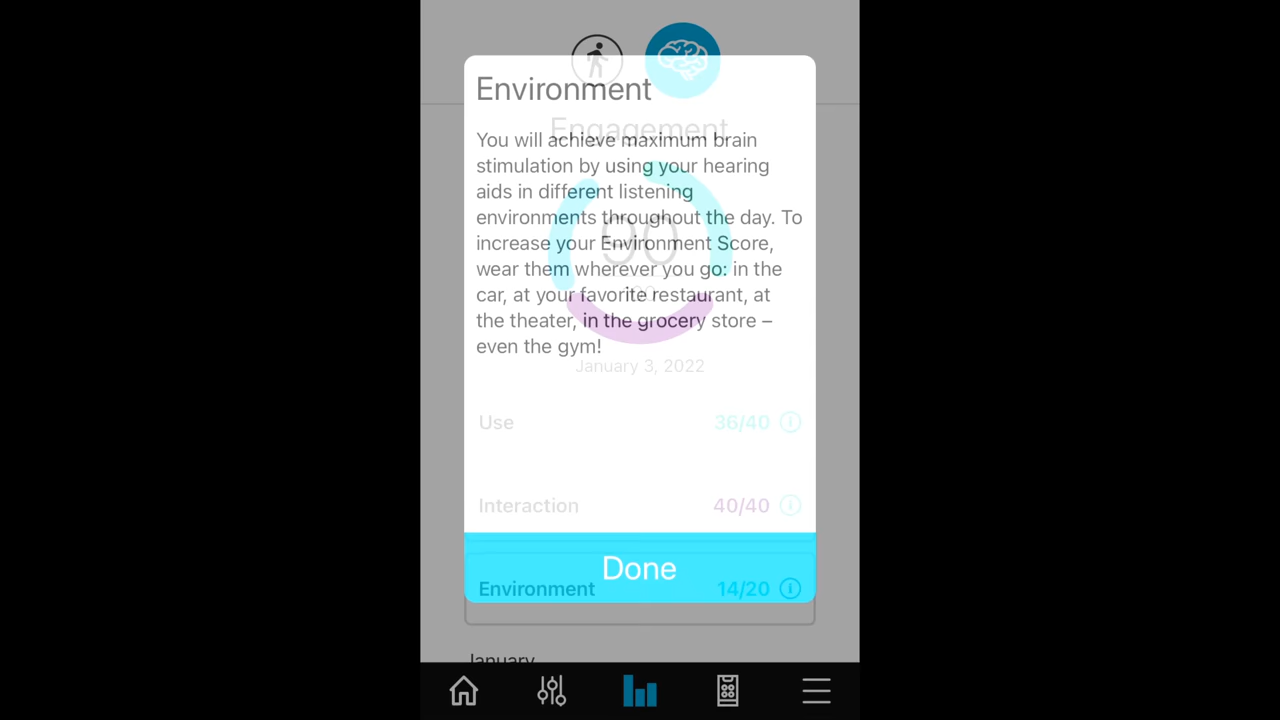 Environment
Engagement
You will achieve maximum brain
stimulation by using your hearing
aids in different listening
environments throughout the day. To
increase your Environment Score,
wear them wherever you go: in the
car, at your favorite restaurant, at
the theater, in the grocery store –
even the gym!
90
January 3, 2022
Use 36/40
Interaction 40/40
Done
Environment 14/20
January